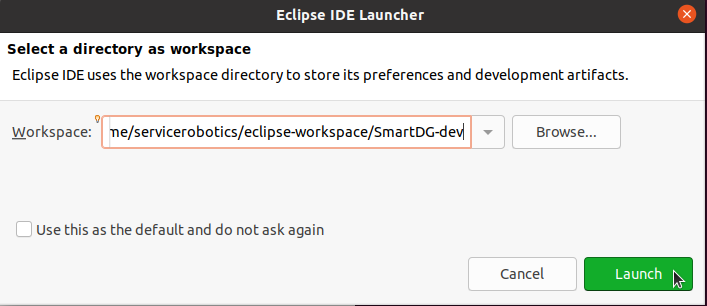 Eclipse IDE Launcher
Select a directory as workspace
Eclipse IDE uses the workspace directory to store its preferences and development artifacts.
Workspace: me/servicerobotics/eclipse-workspace/SmartDG-dev Browse...
Use this as the default and do not ask again
Cancel Launch